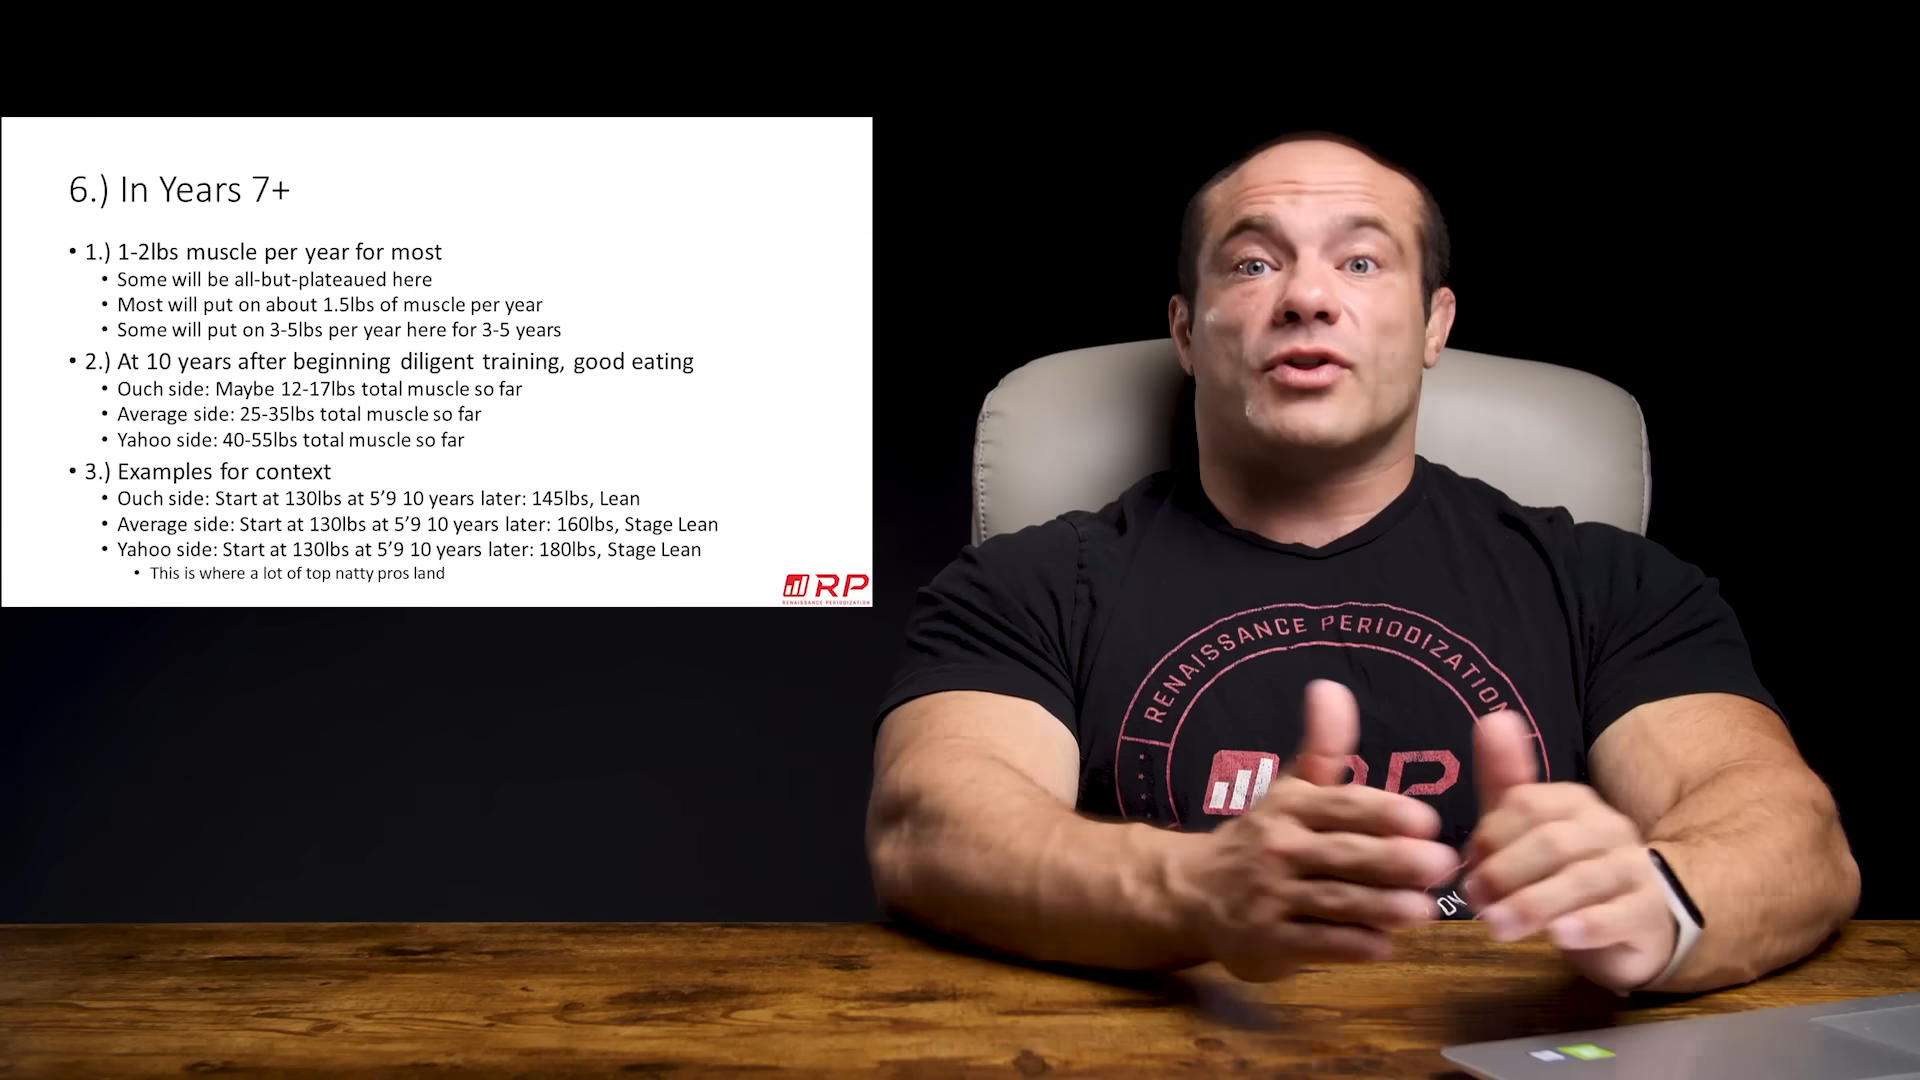 6.) In Years 7+
• 1.) 1-2lbs muscle per year for most
• Some will be all-but-plateaued here
• Most will put on about 1.5lbs of muscle per year
• Some will put on 3-5lbs per year here for 3-5 years
• 2.) At 10 years after beginning diligent training, good eating
• Ouch side: Maybe 12-17lbs total muscle so far
• Average side: 25-35lbs total muscle so far
• Yahoo side: 40-55lbs total muscle so far
• 3.) Examples for context
• Ouch side: Start at 130lbs at 5’9 10 years later: 145lbs, Lean
• Average side: Start at 130lbs at 5’9 10 years later: 160lbs, Stage Lean
• Yahoo side: Start at 130lbs at 5’9 10 years later: 180lbs, Stage Lean
• This is where a lot of top natty pros land
RP
RENAISSANCE PERIODIZATION
RENAISSANCE PERIODIZATION
RP